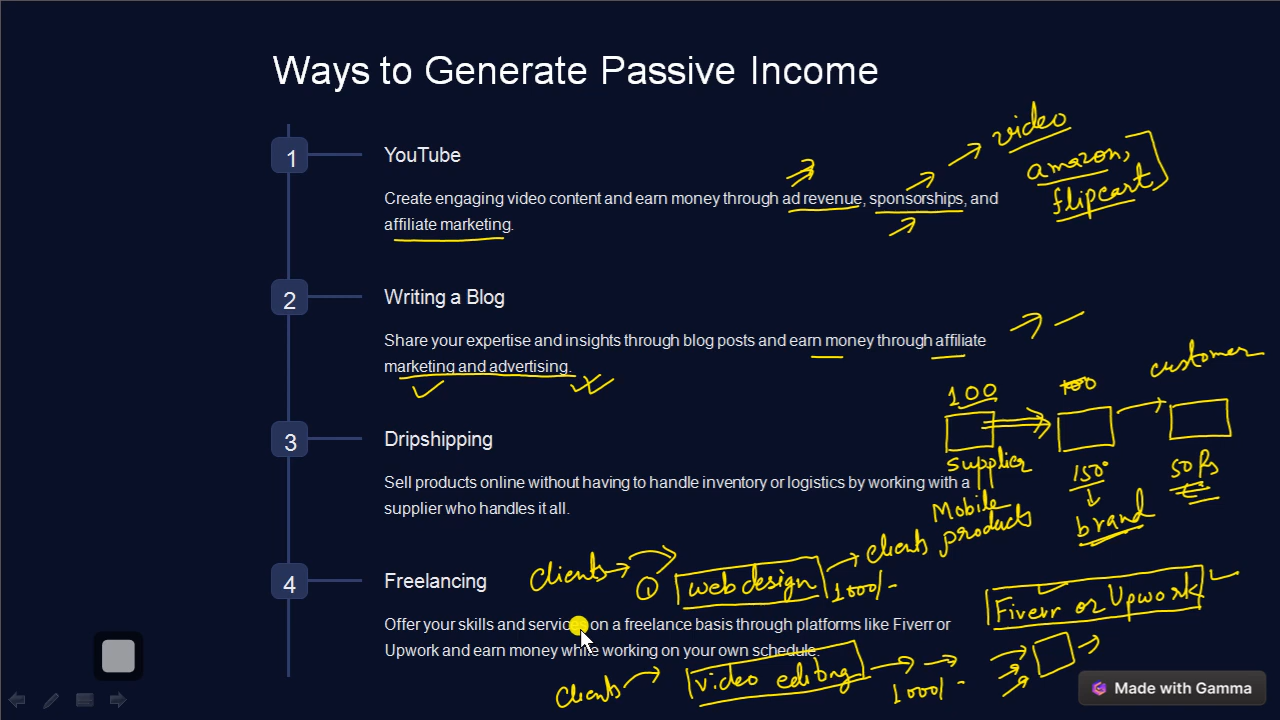 Ways to Generate Passive Income
video
amazon,
flipcart
1
YouTube
Create engaging video content and earn money through ad revenue, sponsorships, and
affiliate marketing.
2
Writing a Blog
Share your expertise and insights through blog posts and earn money through affiliate
marketing and advertising.
customer
100
supplier
150
50 Rs
Mobile
products
brand
3
Dripshipping
Sell products online without having to handle inventory or logistics by working with a
supplier who handles it all.
4
Freelancing
Clients
1
web design
clients
1000/-
Fiverr or Upwork
Offer your skills and services on a freelance basis through platforms like Fiverr or
Upwork and earn money while working on your own schedule.
Clients
video editing
1000/-
Made with Gamma